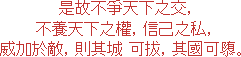 是故不爭天下之交,
不養天下之權, 信己之私,
威加於敵, 則其城 可拔, 其國可隳。